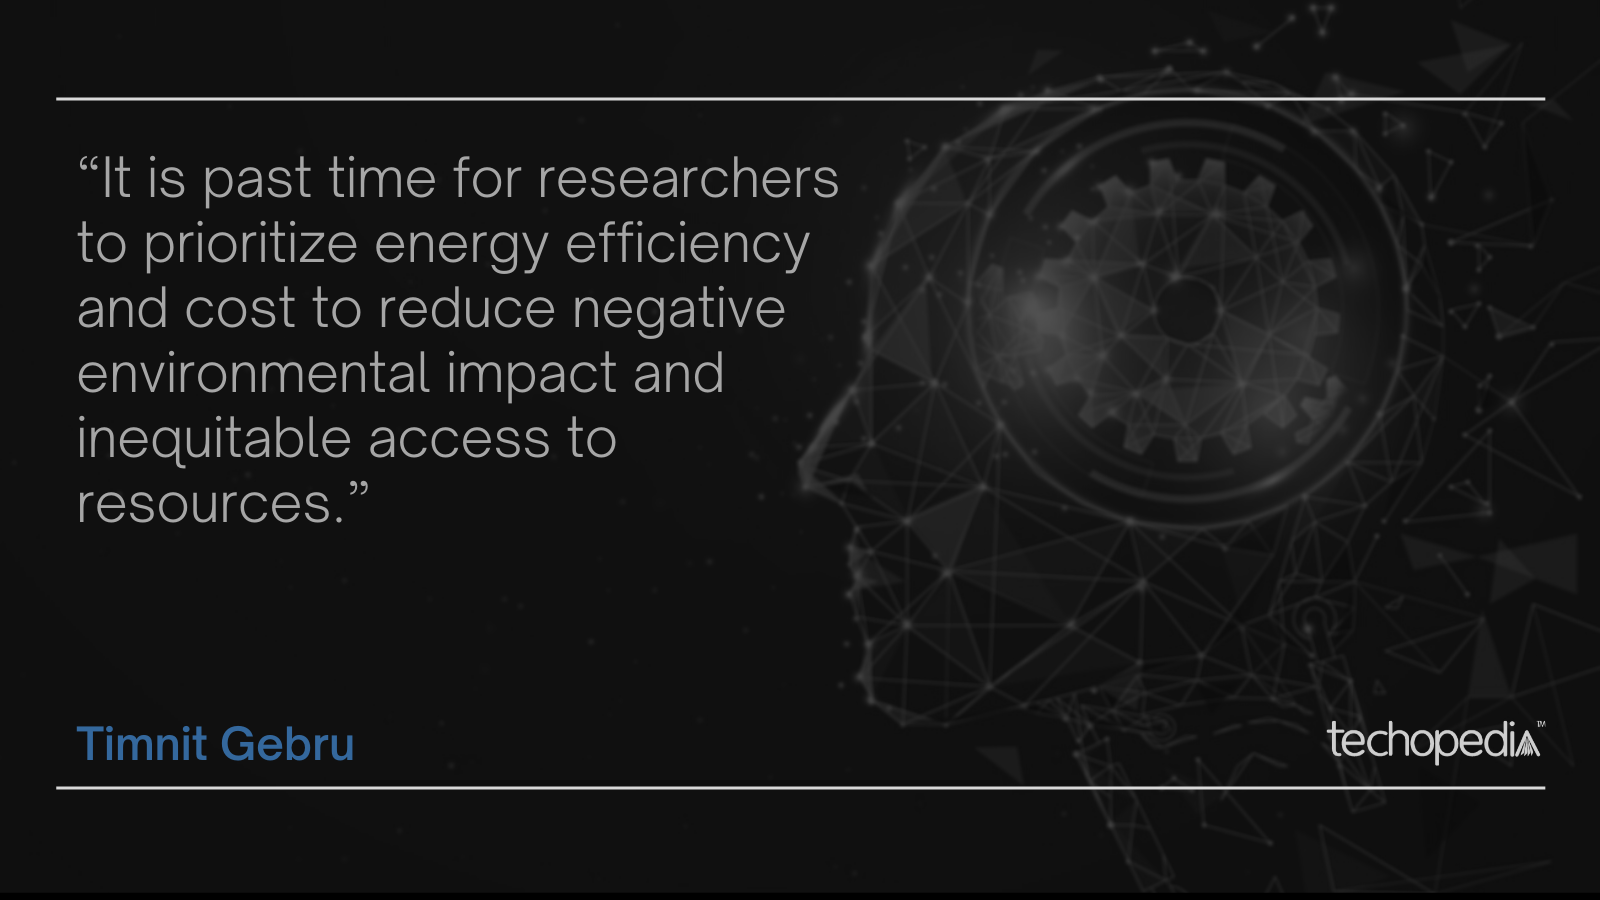 “It is past time for researchers
to prioritize energy efficiency
and cost to reduce negative
environmental impact and
inequitable access to
resources.”
Timnit Gebru
techopedia™